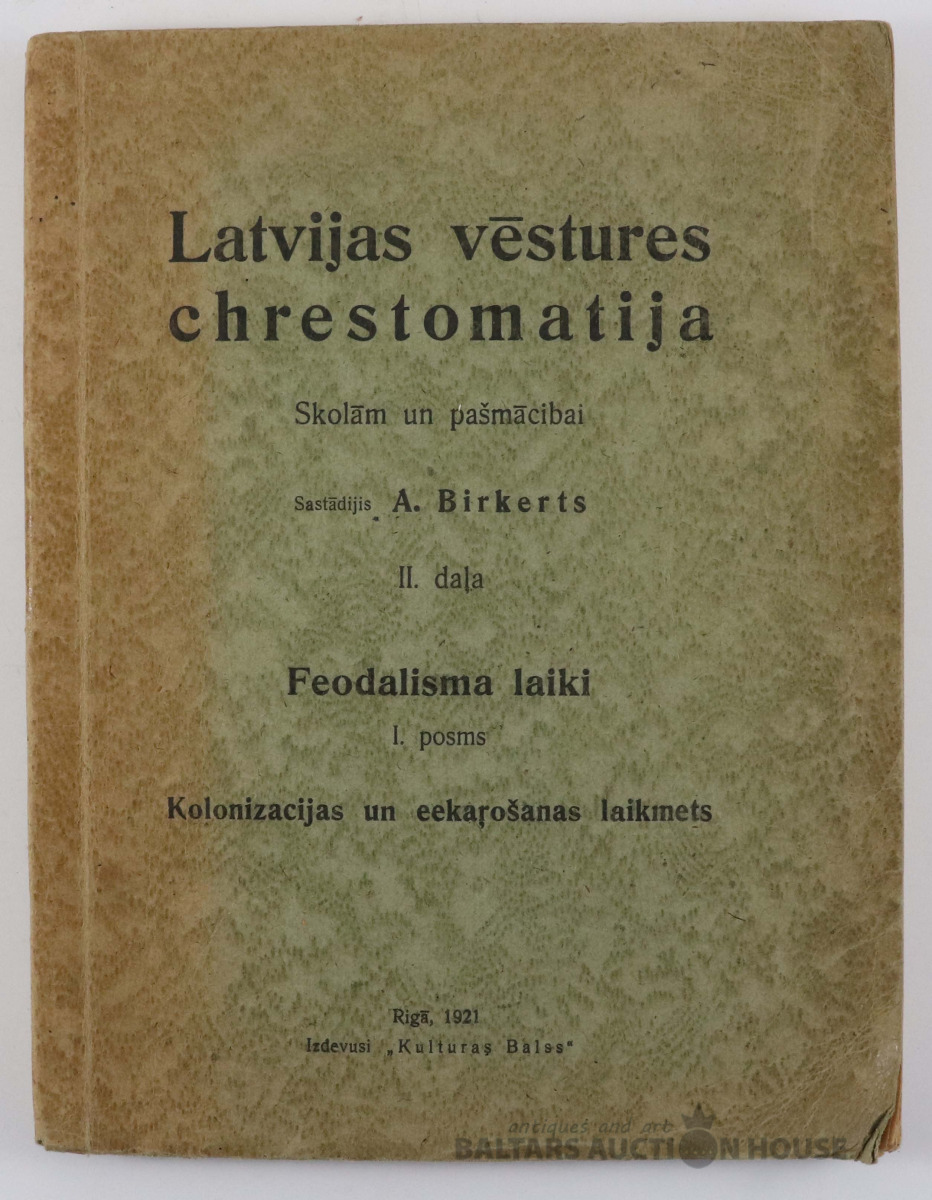 Latvijas vēstures
chrestomatija
Skolām un pašmācibai
Sastādijis A. Birkerts
II. daļa
Feodalisma laiki
I. posms
Kolonizacijas un eekaŗošanas laikmets
Rigā, 1921
Izdevusi „Kulturas Balss“
antiques and art
BALTARS AUCTION HOUSE